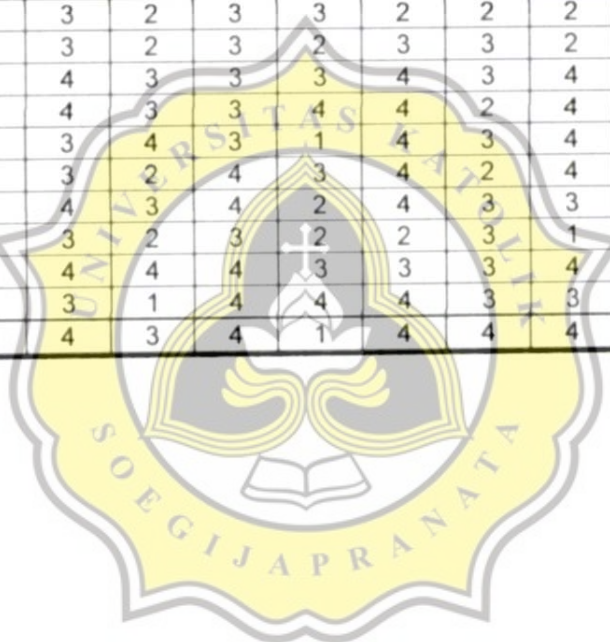 3 2 3 3 2 2 2
3 2 3 2 3 3 2
4 3 3 3 4 3 4
4 3 3 4 4 2 4
3 4 3 1 4 3 4
3 2 4 3 4 2 4
4 3 4 2 4 3 3
3 2 3 2 2 3 1
4 4 4 3 3 3 4
3 1 4 4 4 3 3
4 3 4 1 4 4 4
UNIVERSITAS KATOLIK
SOEGIJAPRANATA